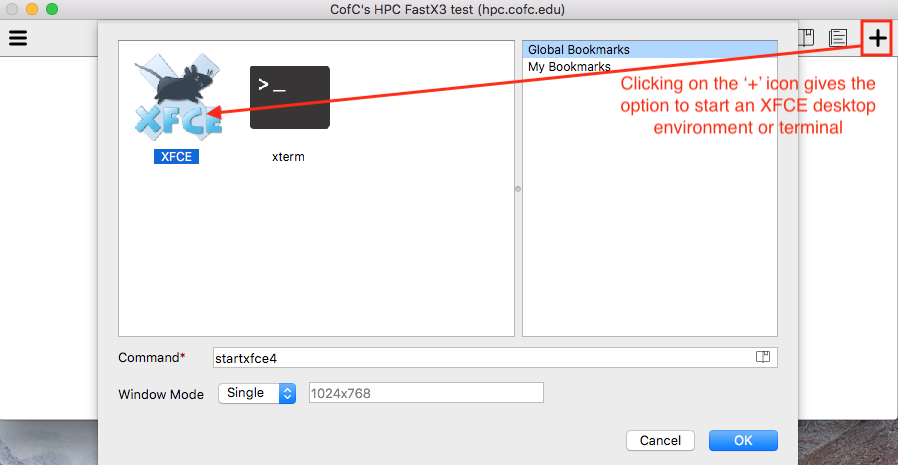 CofC's HPC FastX3 test (hpc.cofc.edu)
XFCE
>_
XFCE
xterm
Global Bookmarks
My Bookmarks
Clicking on the ‘+’ icon gives the
option to start an XFCE desktop
environment or terminal
Command*
startxfce4
Window Mode
Single
1024x768
Cancel
OK